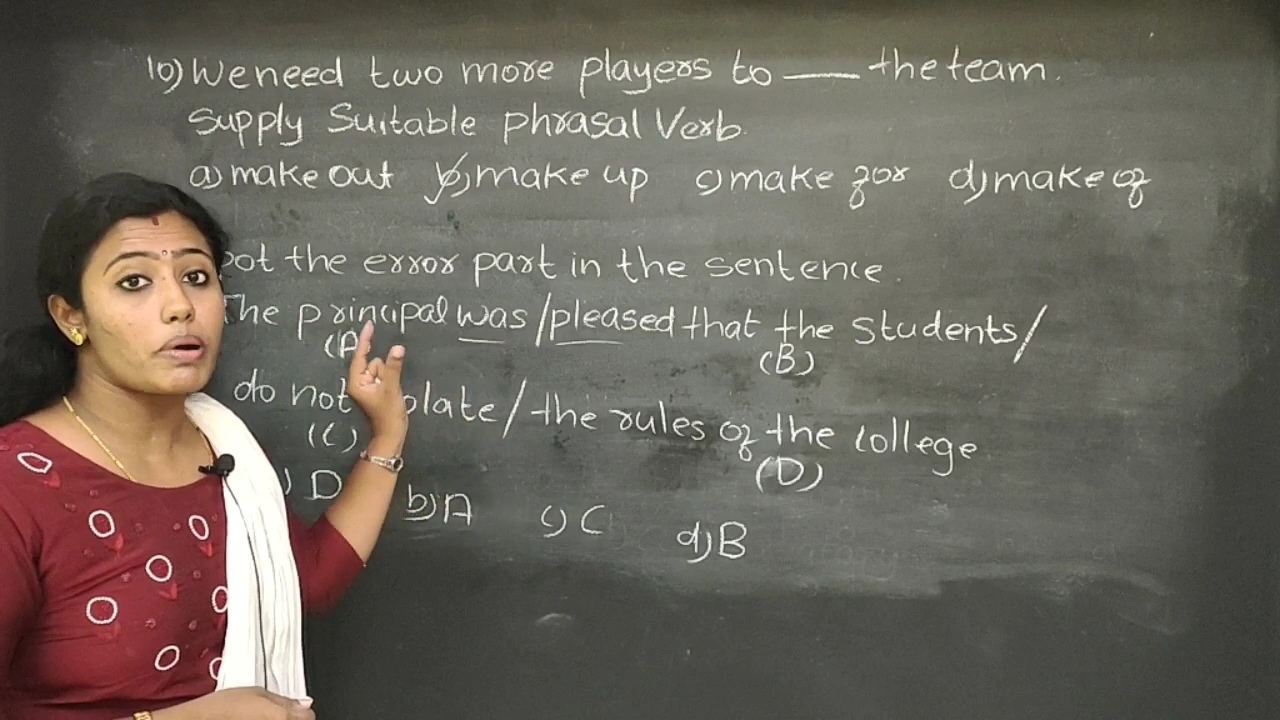 10) We need two more players to ___ the team.
Supply Suitable phrasal Verb.
a) make out b) make up c) make for d) make of
the error part in the sentence.
The principal was / pleased that the students /
(A) (B)
do not / the rules of the college
(C) (D)
) D b) A c) C d) B